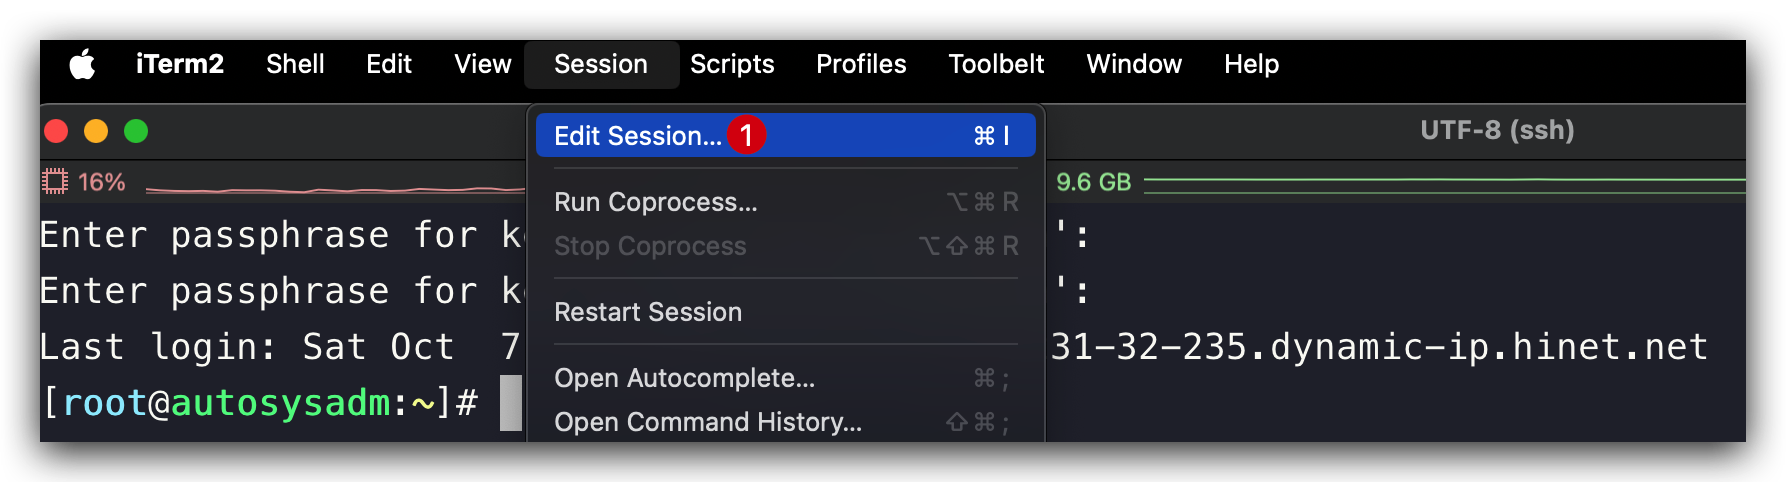 iTerm2 Shell Edit View Session Scripts Profiles Toolbelt Window Help
UTF-8 (ssh)
Edit Session... 1 ⌘ I
16% 9.6 GB
Run Coprocess... ⌥ ⌘ R
Enter passphrase for k ':
Stop Coprocess ⌥ ⇧ ⌘ R
Enter passphrase for k ':
Restart Session
Last login: Sat Oct 7 31-32-235.dynamic-ip.hinet.net
Open Autocomplete... ⌘ ;
[root@autosysadm:~]#
Open Command History... ⇧ ⌘ ;